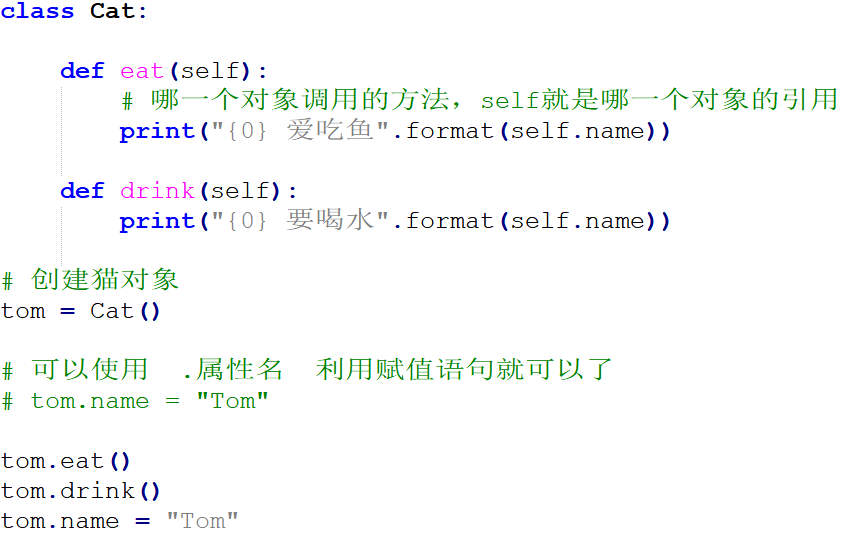 class Cat:
def eat(self):
# 哪一个对象调用的方法，self就是哪一个对象的引用
print("{0} 爱吃鱼".format(self.name))
def drink(self):
print("{0} 要喝水".format(self.name))
# 创建猫对象
tom = Cat()
# 可以使用 .属性名 利用赋值语句就可以了
# tom.name = "Tom"
tom.eat()
tom.drink()
tom.name = "Tom"